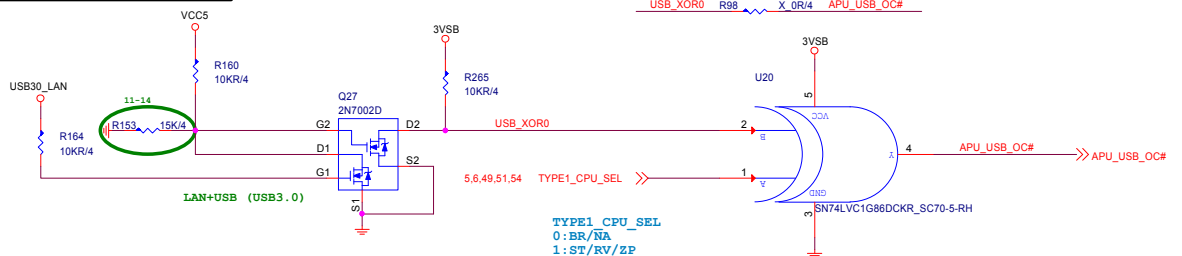 USB_XOR0 R98 X_0R/4 APU_USB_OC#
VCC5
3VSB
3VSB
R160
10KR/4
R265
10KR/4
U20
USB30_LAN
11-14
R153 15K/4
R164
10KR/4
Q27
2N7002D
G2
D2
D1
S2
G1
S1
USB_XOR0
5
VCC
2
B
4
Y
APU_USB_OC#
APU_USB_OC#
5,6,49,51,54 TYPE1_CPU_SEL
1
A
GND
3
SN74LVC1G86DCKR_SC70-5-RH
LAN+USB (USB3.0)
TYPE1_CPU_SEL
0:BR/NA
1:ST/RV/ZP